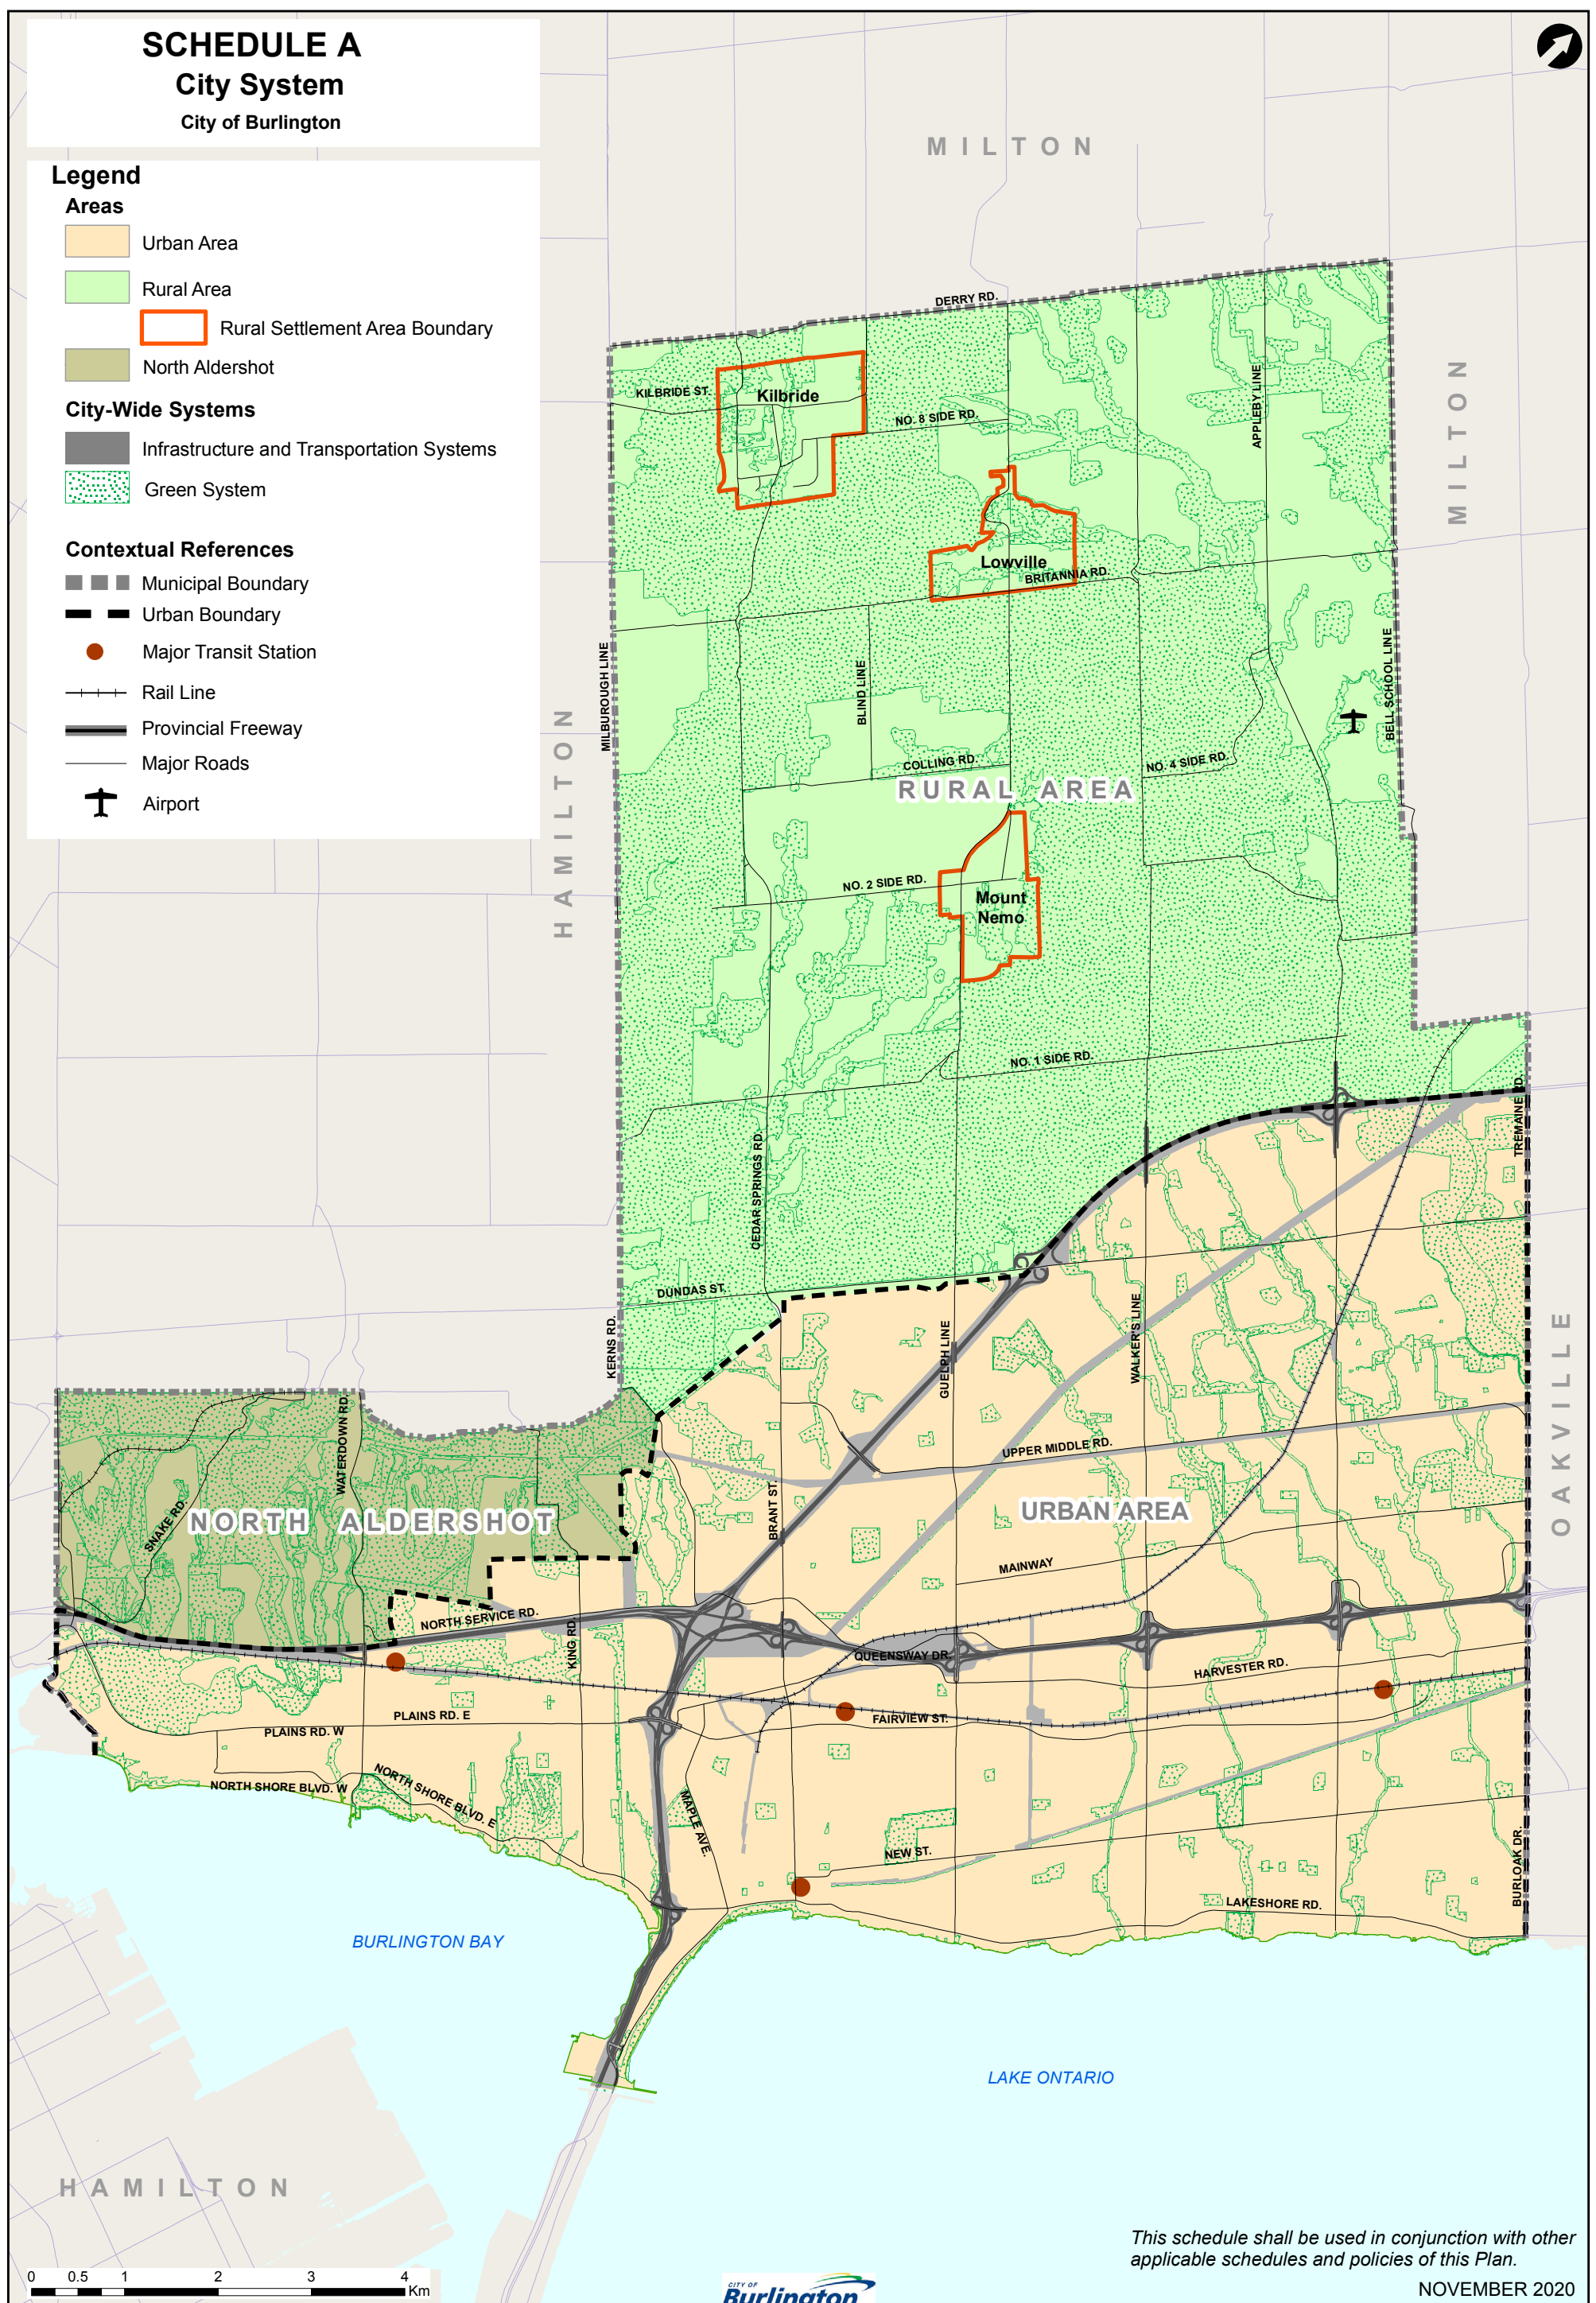 SCHEDULE A
City System
City of Burlington
Legend
Areas
Urban Area
Rural Area
Rural Settlement Area Boundary
North Aldershot
City-Wide Systems
Infrastructure and Transportation Systems
Green System
Contextual References
Municipal Boundary
Urban Boundary
Major Transit Station
Rail Line
Provincial Freeway
Major Roads
Airport
MILTON
MILTON
HAMILTON
OAKVILLE
HAMILTON
DERRY RD.
KILBRIDE ST.
Kilbride
NO. 8 SIDE RD.
APPLEBY LINE
Lowville
BRITANNIA RD.
MILBUROUGH LINE
BLIND LINE
BELL SCHOOL LINE
COLLING RD.
NO. 4 SIDE RD.
RURAL AREA
NO. 2 SIDE RD.
Mount
Nemo
NO. 1 SIDE RD.
CEDAR SPRINGS RD.
TREMAINE RD.
DUNDAS ST.
KERNS RD.
GUELPH LINE
WALKER'S LINE
WATERDOWN RD.
UPPER MIDDLE RD.
SNAKE RD.
NORTH ALDERSHOT
BRANT ST.
URBAN AREA
MAINWAY
NORTH SERVICE RD.
KING RD.
QUEENSWAY DR.
HARVESTER RD.
PLAINS RD. E
PLAINS RD. W
FAIRVIEW ST.
NORTH SHORE BLVD. W
NORTH SHORE BLVD. E
MAPLE AVE.
NEW ST.
BURLOAK DR.
LAKESHORE RD.
BURLINGTON BAY
LAKE ONTARIO
This schedule shall be used in conjunction with other
applicable schedules and policies of this Plan.
NOVEMBER 2020
0 0.5 1 2 3 4
Km
CITY OF
Burlington